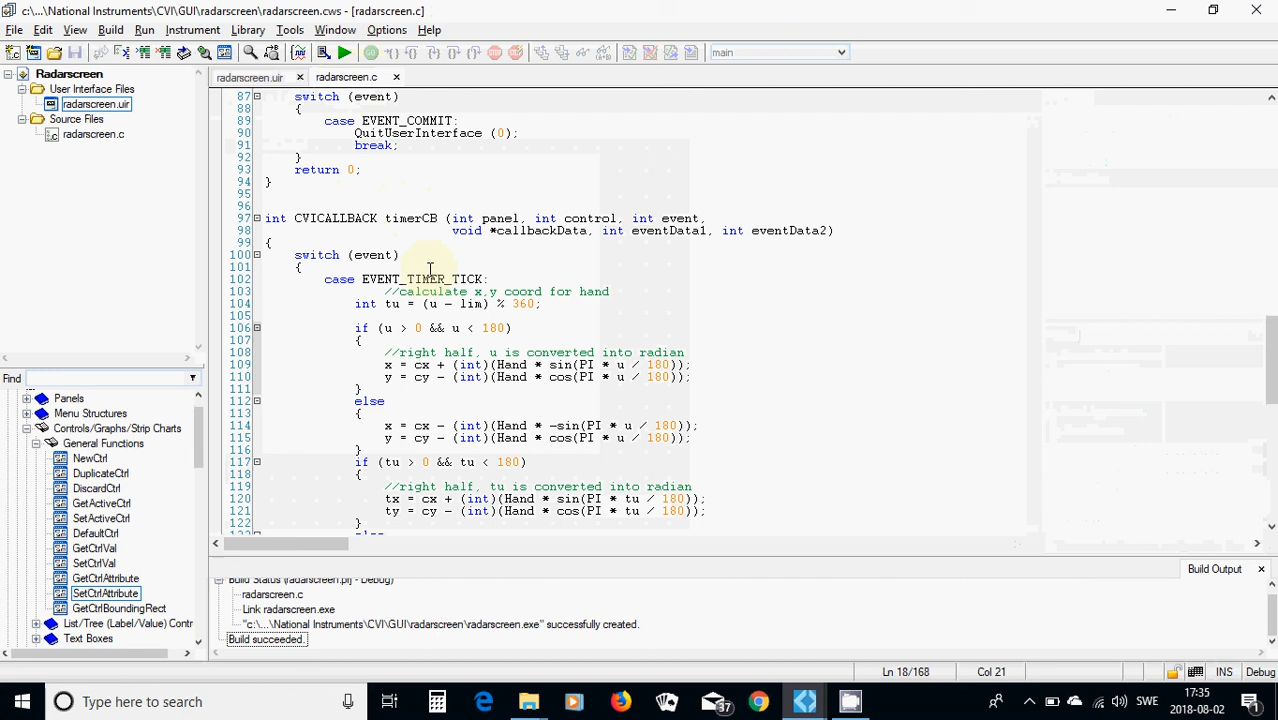 c:\...\National Instruments\CVI\GUI\radarscreen\radarscreen.cws - [radarscreen.c]
File Edit View Build Run Instrument Library Tools Window Options Help
main
Radarscreen
User Interface Files
radarscreen.uir
Source Files
radarscreen.c
radarscreen.uir radarscreen.c
87 switch (event)
88 {
89 case EVENT_COMMIT:
90 QuitUserInterface (0);
91 break;
92 }
93 return 0;
94 }
95
96
97 int CVICALLBACK timerCB (int panel, int control, int event,
98 void *callbackData, int eventData1, int eventData2)
99 {
100 switch (event)
101 {
102 case EVENT_TIMER_TICK:
103 //calculate x,y coord for hand
104 int tu = (u - lim) % 360;
105
106 if (u > 0 && u < 180)
107 {
108 //right half, u is converted into radian
109 x = cx + (int)(Hand * sin(PI * u / 180));
110 y = cy - (int)(Hand * cos(PI * u / 180));
111 }
112 else
113 {
114 x = cx - (int)(Hand * -sin(PI * u / 180));
115 y = cy - (int)(Hand * cos(PI * u / 180));
116 }
117 if (tu > 0 && tu < 180)
118 {
119 //right half, tu is converted into radian
120 tx = cx + (int)(Hand * sin(PI * tu / 180));
121 ty = cy - (int)(Hand * cos(PI * tu / 180));
122 }
123 else
Find
Panels
Menu Structures
Controls/Graphs/Strip Charts
General Functions
NewCtrl
DuplicateCtrl
DiscardCtrl
GetActiveCtrl
SetActiveCtrl
DefaultCtrl
GetCtrlVal
SetCtrlVal
GetCtrlAttribute
SetCtrlAttribute
GetCtrlBoundingRect
List/Tree (Label/Value) Contr
Text Boxes
Build Output
Build Status (radarscreen.prj - Debug)
radarscreen.c
Link radarscreen.exe
"c:\...\National Instruments\CVI\GUI\radarscreen\radarscreen.exe" successfully created.
Build succeeded.
Ln 18/168 Col 21 INS Debug
Type here to search
37
SWE
17:35
2018-08-02
1